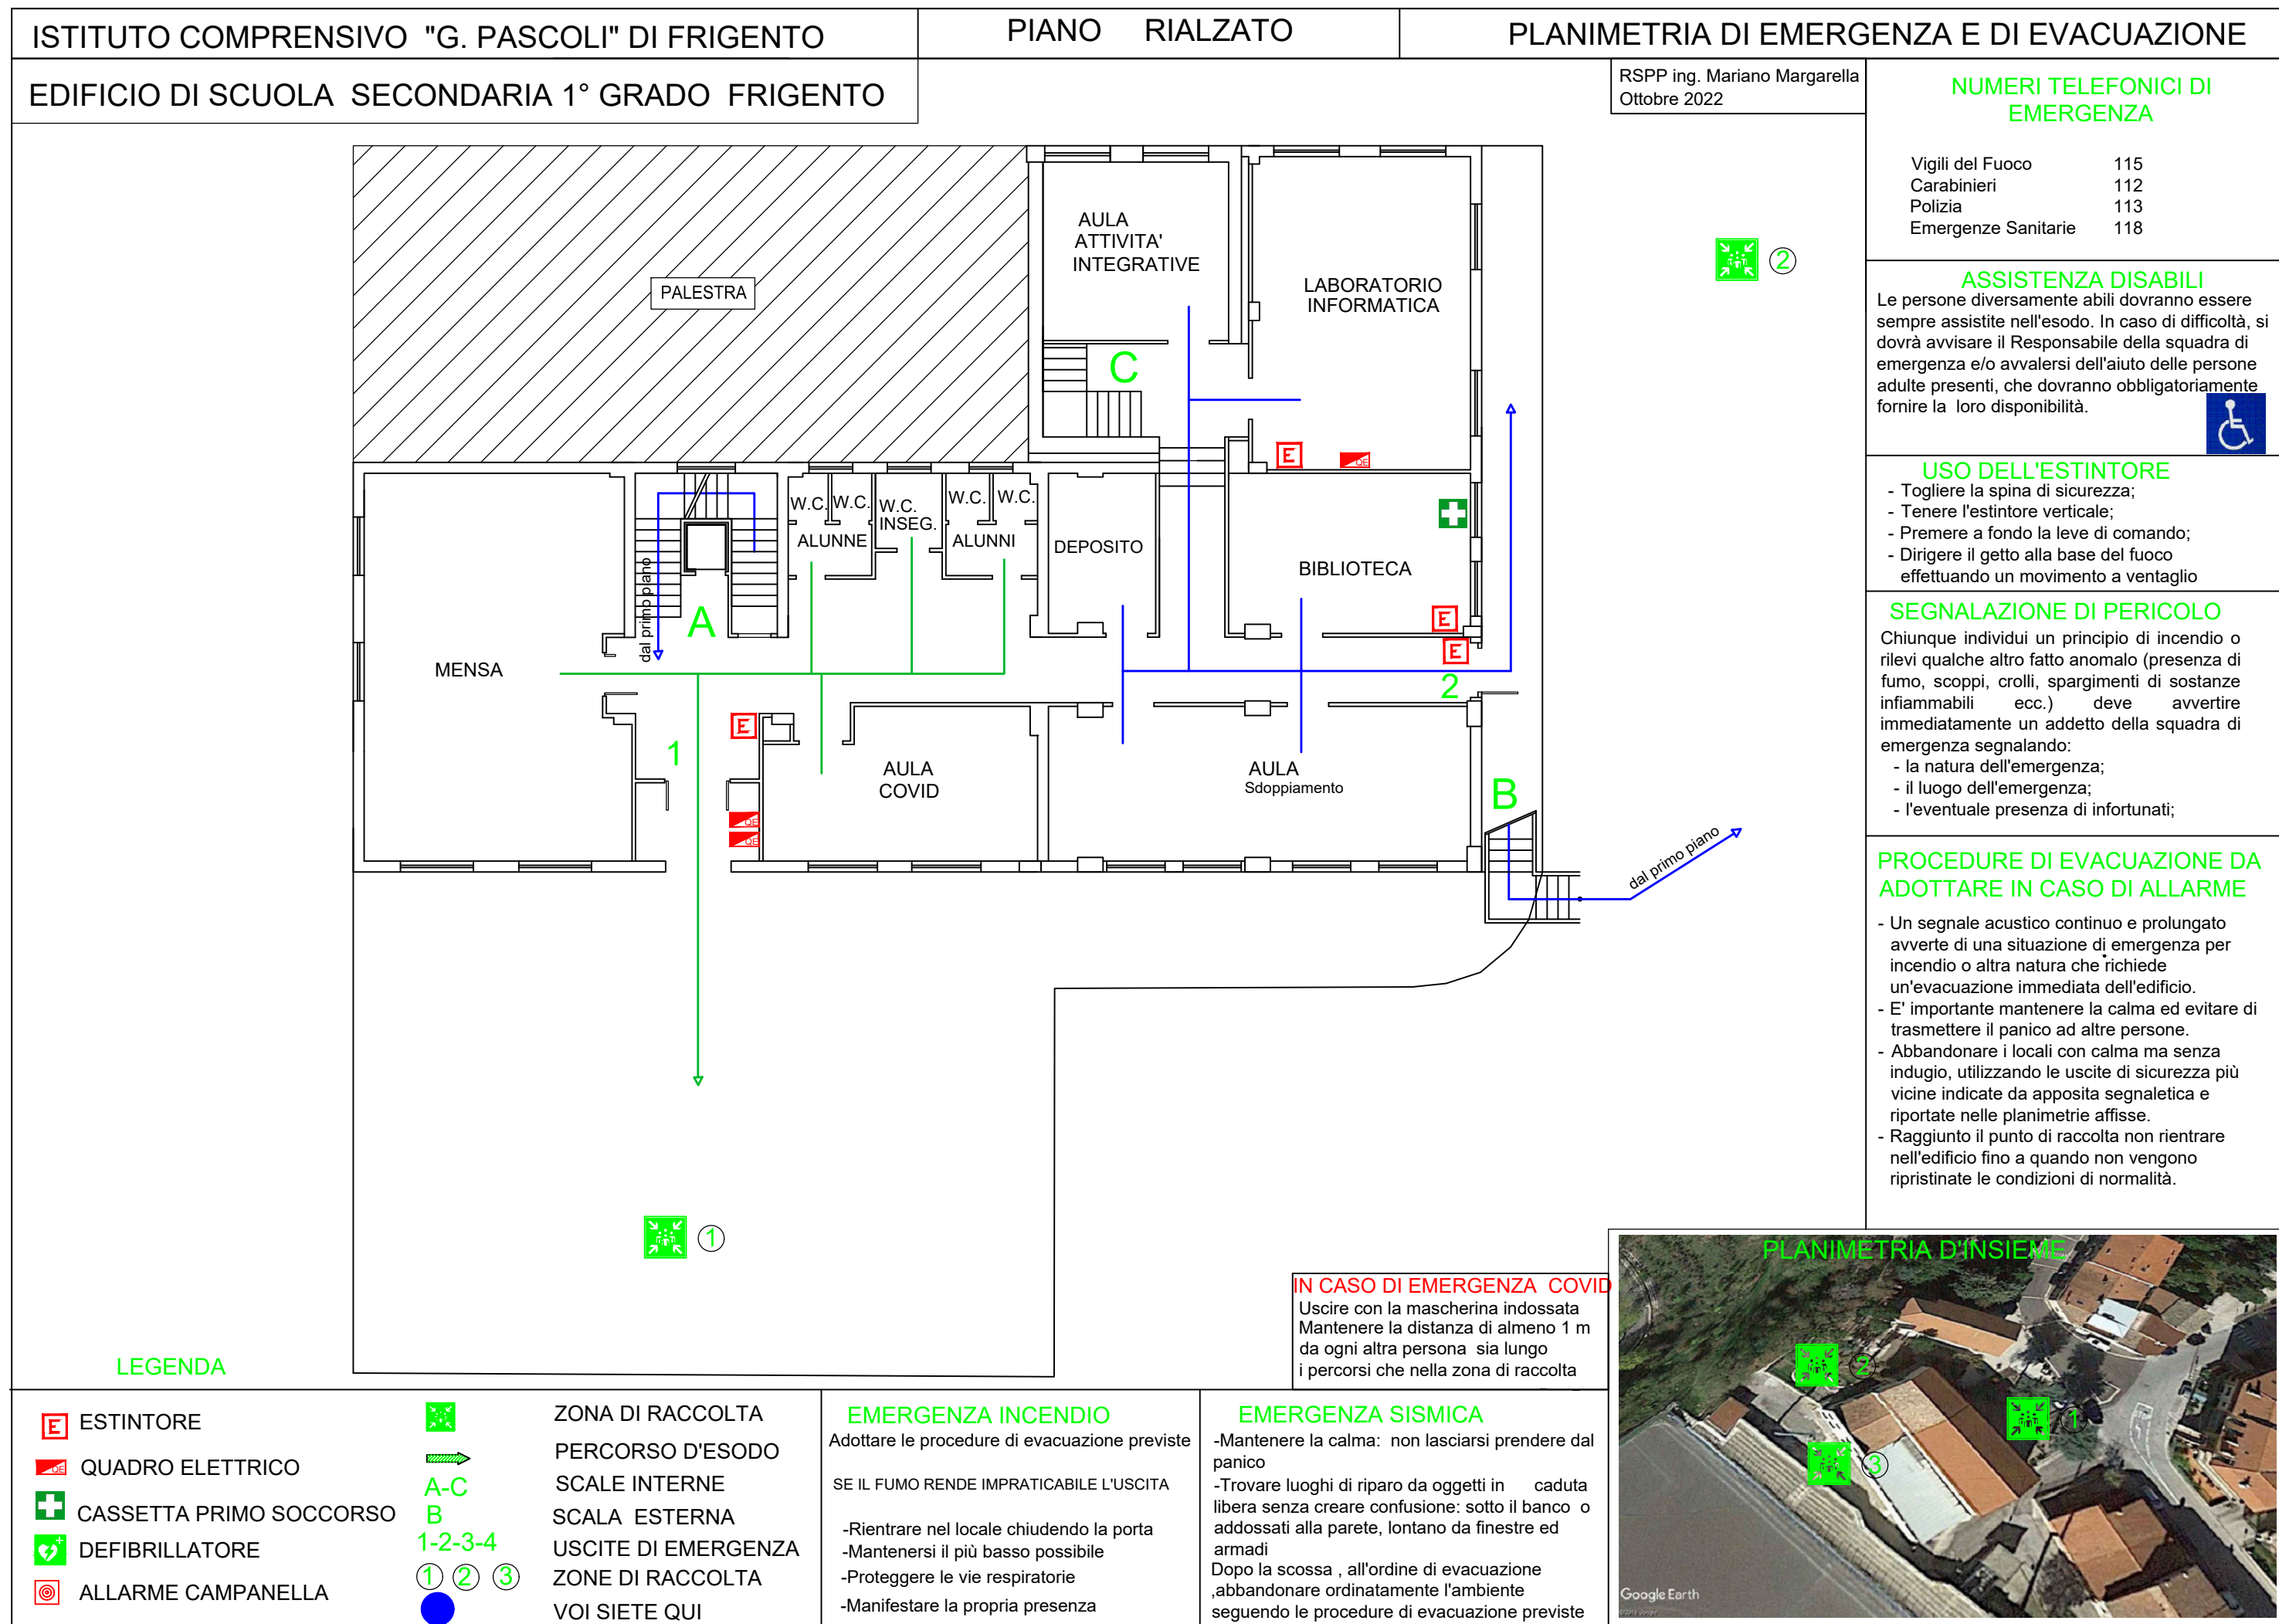 ISTITUTO COMPRENSIVO "G. PASCOLI" DI FRIGENTO
PIANO RIALZATO
PLANIMETRIA DI EMERGENZA E DI EVACUAZIONE
EDIFICIO DI SCUOLA SECONDARIA 1° GRADO FRIGENTO
RSPP ing. Mariano Margarella
Ottobre 2022
NUMERI TELEFONICI DI
EMERGENZA
Vigili del Fuoco 115
Carabinieri 112
Polizia 113
Emergenze Sanitarie 118
ASSISTENZA DISABILI
Le persone diversamente abili dovranno essere
sempre assistite nell'esodo. In caso di difficoltà, si
dovrà avvisare il Responsabile della squadra di
emergenza e/o avvalersi dell'aiuto delle persone
adulte presenti, che dovranno obbligatoriamente
fornire la loro disponibilità.
USO DELL'ESTINTORE
- Togliere la spina di sicurezza;
- Tenere l'estintore verticale;
- Premere a fondo la leve di comando;
- Dirigere il getto alla base del fuoco
effettuando un movimento a ventaglio
SEGNALAZIONE DI PERICOLO
Chiunque individui un principio di incendio o
rilevi qualche altro fatto anomalo (presenza di
fumo, scoppi, crolli, spargimenti di sostanze
infiammabili ecc.) deve avvertire
immediatamente un addetto della squadra di
emergenza segnalando:
- la natura dell'emergenza;
- il luogo dell'emergenza;
- l'eventuale presenza di infortunati;
PROCEDURE DI EVACUAZIONE DA
ADOTTARE IN CASO DI ALLARME
- Un segnale acustico continuo e prolungato
avverte di una situazione di emergenza per
incendio o altra natura che richiede
un'evacuazione immediata dell'edificio.
- E' importante mantenere la calma ed evitare di
trasmettere il panico ad altre persone.
- Abbandonare i locali con calma ma senza
indugio, utilizzando le uscite di sicurezza più
vicine indicate da apposita segnaletica e
riportate nelle planimetrie affisse.
- Raggiunto il punto di raccolta non rientrare
nell'edificio fino a quando non vengono
ripristinate le condizioni di normalità.
PALESTRA
AULA
ATTIVITA'
INTEGRATIVE
LABORATORIO
INFORMATICA
2
C
E
QE
W.C.
W.C.
W.C.
INSEG.
W.C.
W.C.
ALUNNE
ALUNNI
DEPOSITO
BIBLIOTECA
dal primo piano
A
E
E
MENSA
2
E
1
AULA
COVID
AULA
Sdoppiamento
B
QE
QE
dal primo piano
1
IN CASO DI EMERGENZA COVID
Uscire con la mascherina indossata
Mantenere la distanza di almeno 1 m
da ogni altra persona sia lungo
i percorsi che nella zona di raccolta
PLANIMETRIA D'INSIEME
2
1
3
Google Earth
LEGENDA
E ESTINTORE
QE QUADRO ELETTRICO
CASSETTA PRIMO SOCCORSO
DEFIBRILLATORE
ALLARME CAMPANELLA
ZONA DI RACCOLTA
PERCORSO D'ESODO
A-C SCALE INTERNE
B SCALA ESTERNA
1-2-3-4 USCITE DI EMERGENZA
1 2 3 ZONE DI RACCOLTA
VOI SIETE QUI
EMERGENZA INCENDIO
Adottare le procedure di evacuazione previste
SE IL FUMO RENDE IMPRATICABILE L'USCITA
-Rientrare nel locale chiudendo la porta
-Mantenersi il più basso possibile
-Proteggere le vie respiratorie
-Manifestare la propria presenza
EMERGENZA SISMICA
-Mantenere la calma: non lasciarsi prendere dal
panico
-Trovare luoghi di riparo da oggetti in caduta
libera senza creare confusione: sotto il banco o
addossati alla parete, lontano da finestre ed
armadi
Dopo la scossa , all'ordine di evacuazione
,abbandonare ordinatamente l'ambiente
seguendo le procedure di evacuazione previste